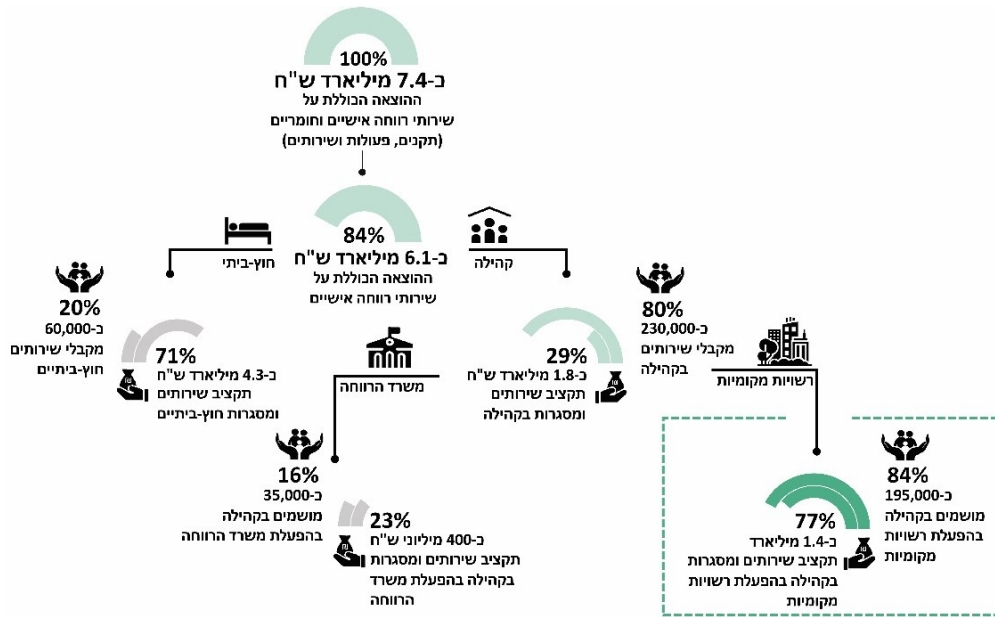 100%
כ-7.4 מיליארד ש"ח
ההוצאה הכוללת על
שירותי רווחה אישיים וחומריים
(תקנים, פעולות ושירותים)
84%
כ-6.1 מיליארד ש"ח
ההוצאה הכוללת על
שירותי רווחה אישיים
קהילה
חוץ-ביתי
80%
כ-230,000
מקבלי שירותים
בקהילה
29%
כ-1.8 מיליארד ש"ח
תקציב שירותים
ומסגרות בקהילה
20%
כ-60,000
מקבלי שירותים
חוץ-ביתיים
71%
כ-4.3 מיליארד ש"ח
תקציב שירותים
ומסגרות חוץ-ביתיים
רשויות מקומיות
משרד הרווחה
84%
כ-195,000
מושמים בקהילה
בהפעלת רשויות
מקומיות
77%
כ-1.4 מיליארד
תקציב שירותים ומסגרות
בקהילה בהפעלת רשויות
מקומיות
16%
כ-35,000
מושמים בקהילה
בהפעלת משרד הרווחה
23%
כ-400 מיליוני ש"ח
תקציב שירותים ומסגרות
בקהילה בהפעלת משרד
הרווחה